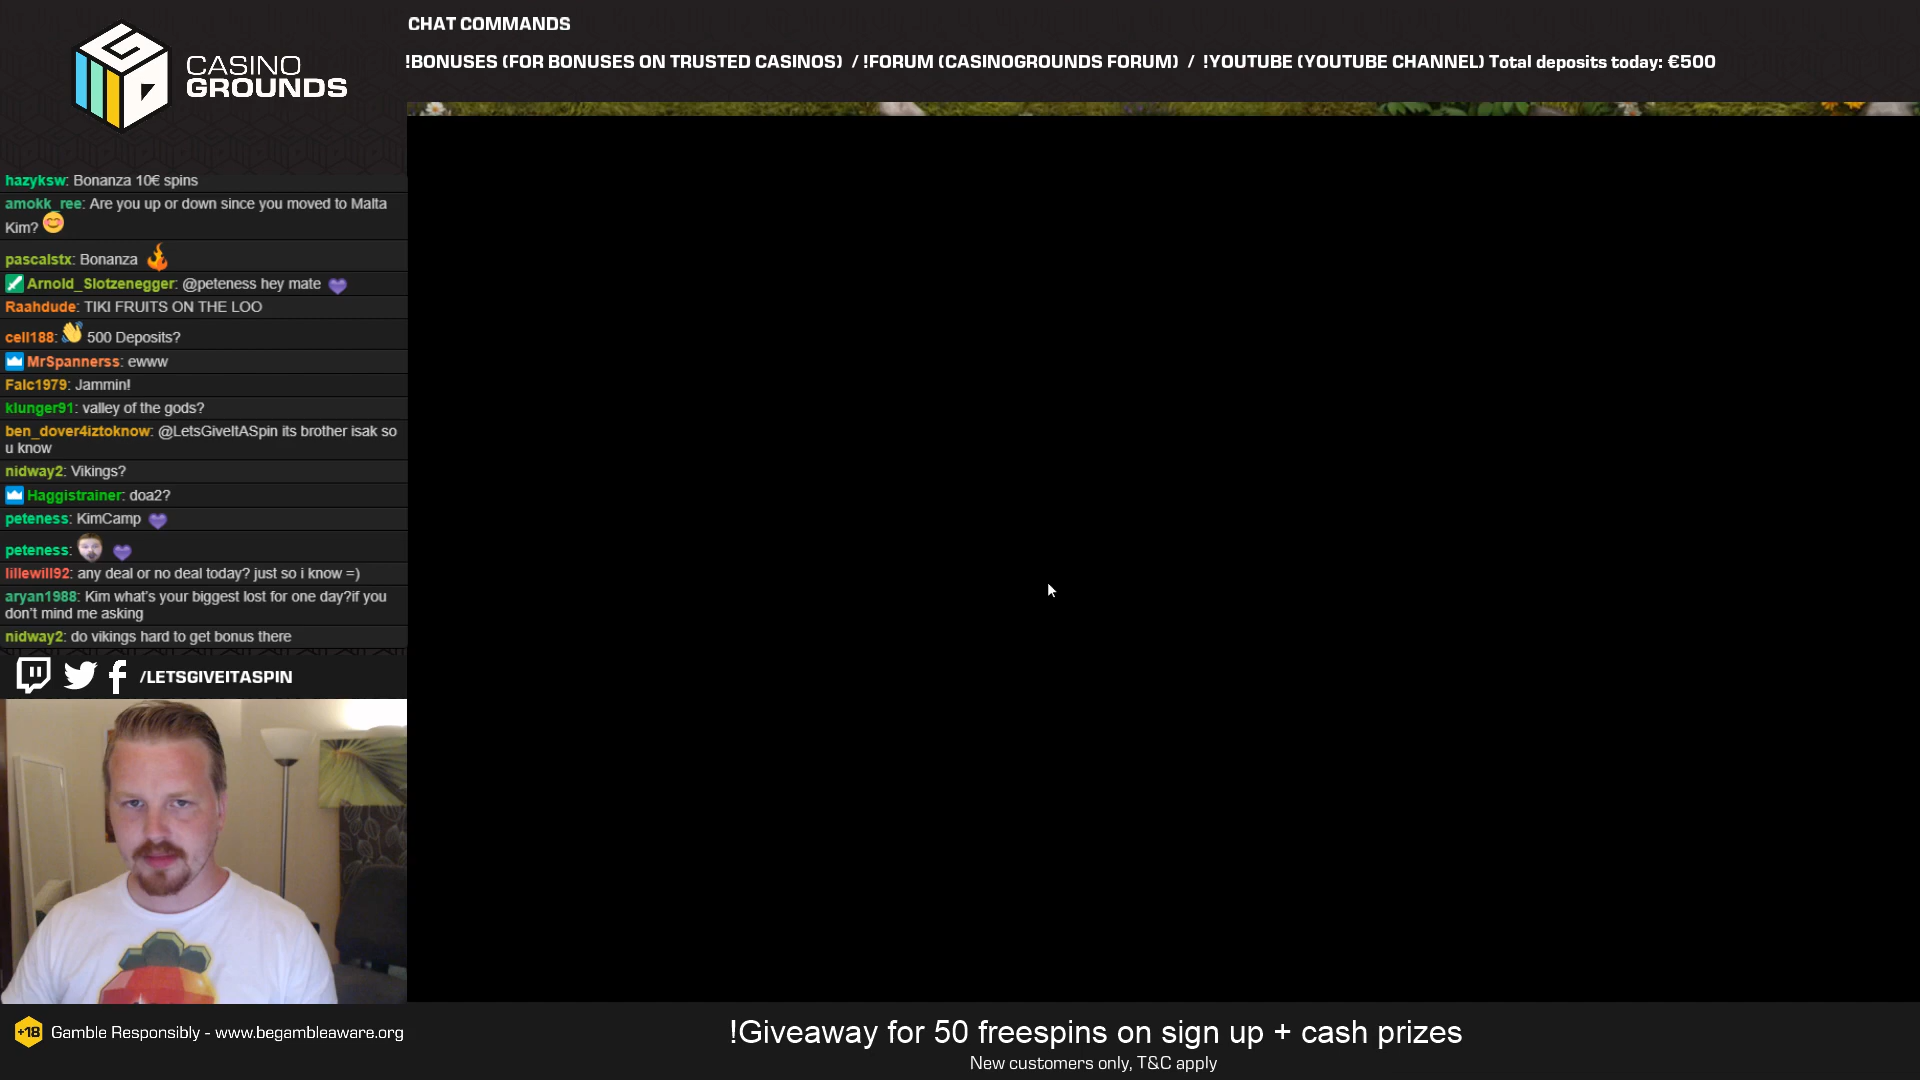 CASINO
GROUNDS
CHAT COMMANDS
!BONUSES (FOR BONUSES ON TRUSTED CASINOS) / !FORUM (CASINOGROUNDS FORUM) / !YOUTUBE (YOUTUBE CHANNEL) Total deposits today: €500
hazyksw: Bonanza 10€ spins
amokk_ree: Are you up or down since you moved to Malta
Kim?
pascalstx: Bonanza
Arnold_Slotzenegger: @peteness hey mate
Raahdude: TIKI FRUITS ON THE LOO
cell188: 500 Deposits?
MrSpannerss: ewww
Falc1979: Jammin!
klunger91: valley of the gods?
ben_dover4iztoknow: @LetsGiveItASpin its brother isak so
u know
nidway2: Vikings?
Haggistrainer: doa2?
peteness: KimCamp
peteness:
lillewill92: any deal or no deal today? just so i know =)
aryan1988: Kim what's your biggest lost for one day?if you
don't mind me asking
nidway2: do vikings hard to get bonus there
/LETSGIVEITASPIN
+18 Gamble Responsibly - www.begambleaware.org
!Giveaway for 50 freespins on sign up + cash prizes
New customers only, T&C apply